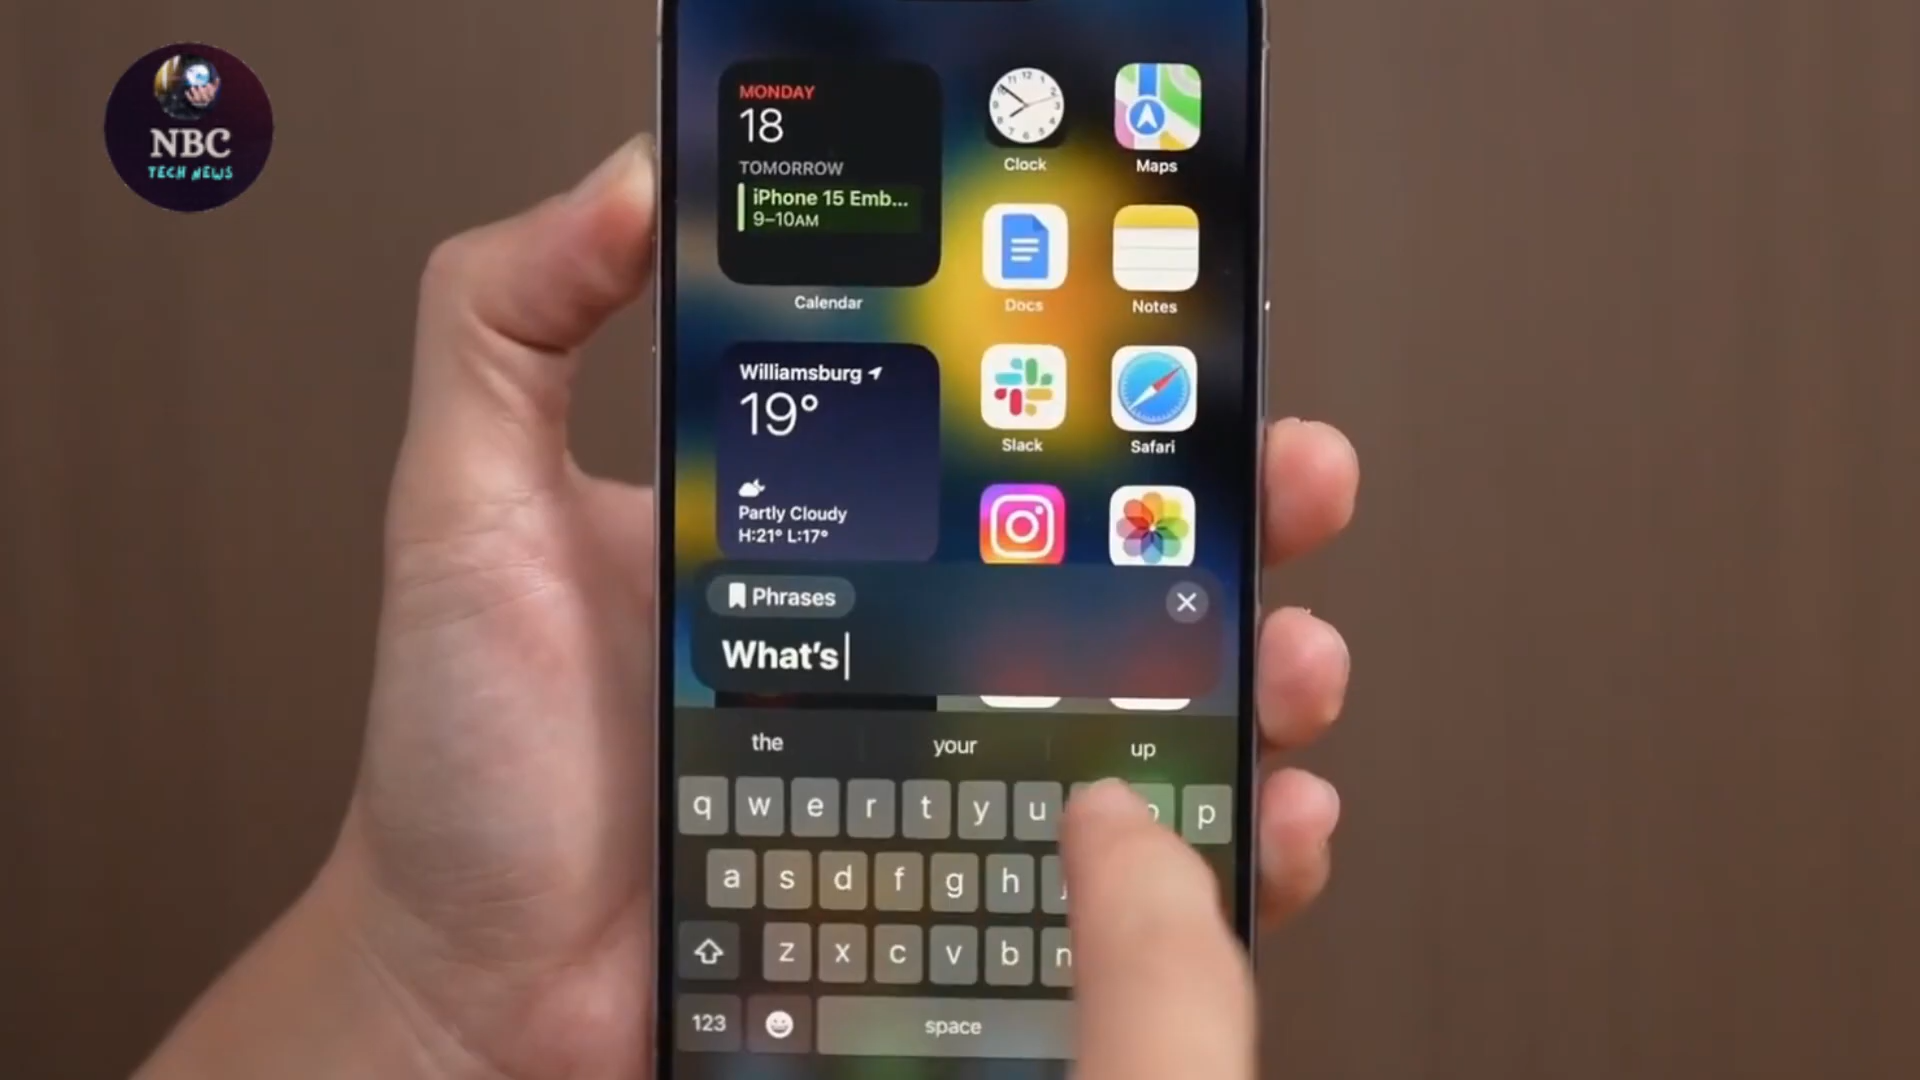 NBC
TECH NEWS
MONDAY
18
TOMORROW
iPhone 15 Emb...
9–10AM
Calendar
Clock
Maps
Docs
Notes
Williamsburg
19°
Partly Cloudy
H:21° L:17°
Slack
Safari
Phrases
What's
the your up
q w e r t y u p
a s d f g h
z x c v b n
123 space